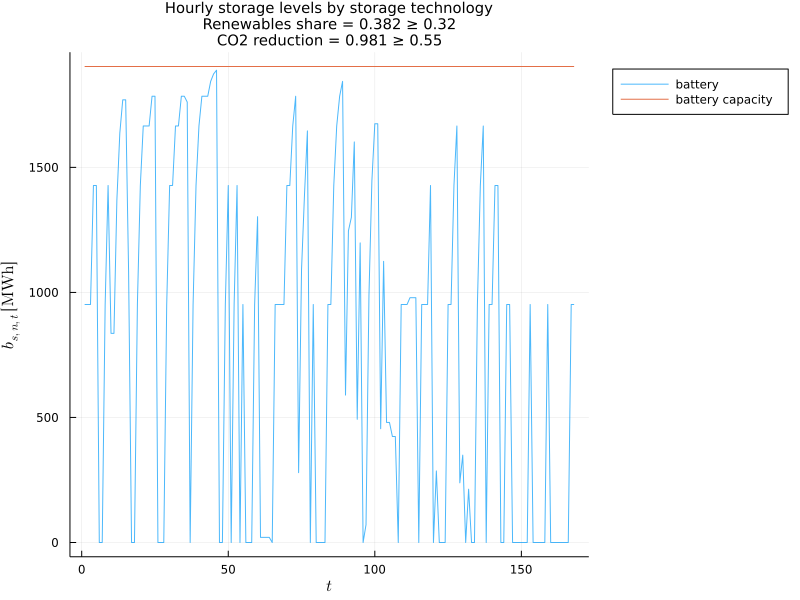 Hourly storage levels by storage technology
Renewables share = 0.382 ≥ 0.32
CO2 reduction = 0.981 ≥ 0.55
battery
battery capacity
1500
1000
500
0
b_{s, n, t} [MWh]
0 50 100 150
t